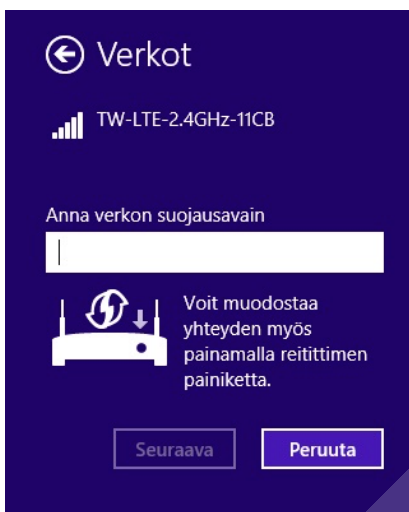 Verkot
TW-LTE-2.4GHz-11CB
Anna verkon suojausavain
Voit muodostaa
yhteyden myös
painamalla reitittimen
painiketta.
Seuraava
Peruuta